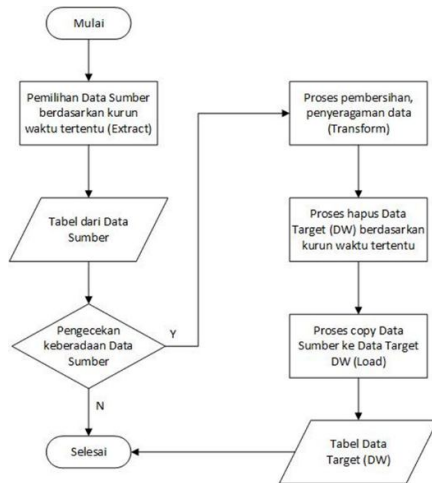 Mulai
Pemilihan Data Sumber
berdasarkan kurun
waktu tertentu (Extract)
Tabel dari Data
Sumber
Pengecekan
keberadaan Data
Sumber
Y
N
Selesai
Proses pembersihan,
penyeragaman data
(Transform)
Proses hapus Data
Target (DW) berdasarkan
kurun waktu tertentu
Proses copy Data
Sumber ke Data Target
DW (Load)
Tabel Data
Target (DW)